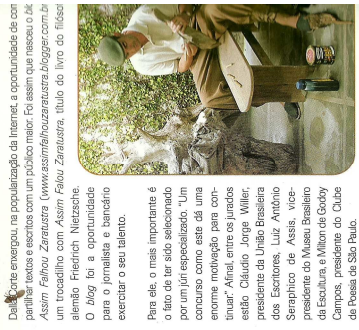 Dalla Conte enxergou, na popularização da Internet, a oportunidade de com
partilhar textos e escritos com um público maior. Foi assim que nasceu o blo
Assim Falhou Zaratustra (www.assimfalhouzaratustra.blogger.com.br
um trocadilho com Assim Falou Zaratustra, título do livro do filósof
alemão Friedrich Nietzsche.
O blog foi a oportunidade
para o jornalista e bancário
exercitar o seu talento.
Para ele, o mais importante é
o fato de ter sido selecionado
por um júri especializado. "Um
concurso como este dá uma
enorme motivação para con-
tinuar". Afinal, entre os jurados
estão Cláudio Jorge Willer,
presidente da União Brasileira
dos Escritores, Luiz Antônio
Seraphico de Assis, vice-
presidente do Museu Brasileiro
da Escultura, e Milton de Godoy
Campos, presidente do Clube
de Poesia de São Paulo.